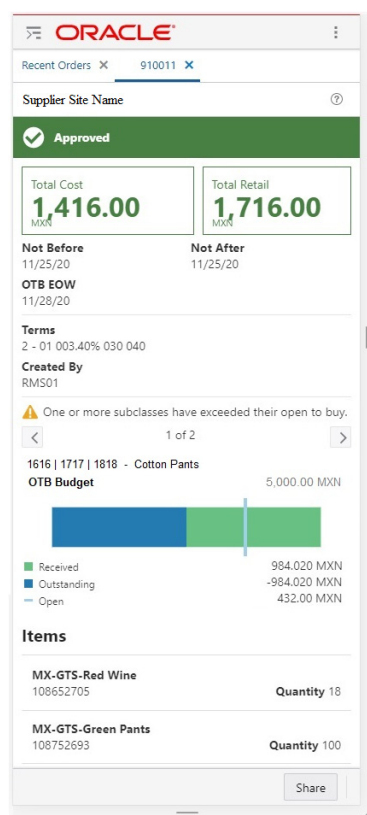 ORACLE
Recent Orders 910011
Supplier Site Name
Approved
Total Cost Total Retail
1,416.00 1,716.00
MXN MXN
Not Before Not After
11/25/20 11/25/20
OTB EOW
11/28/20
Terms
2 - 01 003.40% 030 040
Created By
RMS01
One or more subclasses have exceeded their open to buy.
1 of 2
1616 | 1717 | 1818 - Cotton Pants
OTB Budget 5,000.00 MXN
Received 984.020 MXN
Outstanding -984.020 MXN
Open 432.00 MXN
Items
MX-GTS-Red Wine
108652705 Quantity 18
MX-GTS-Green Pants
108752693 Quantity 100
Share